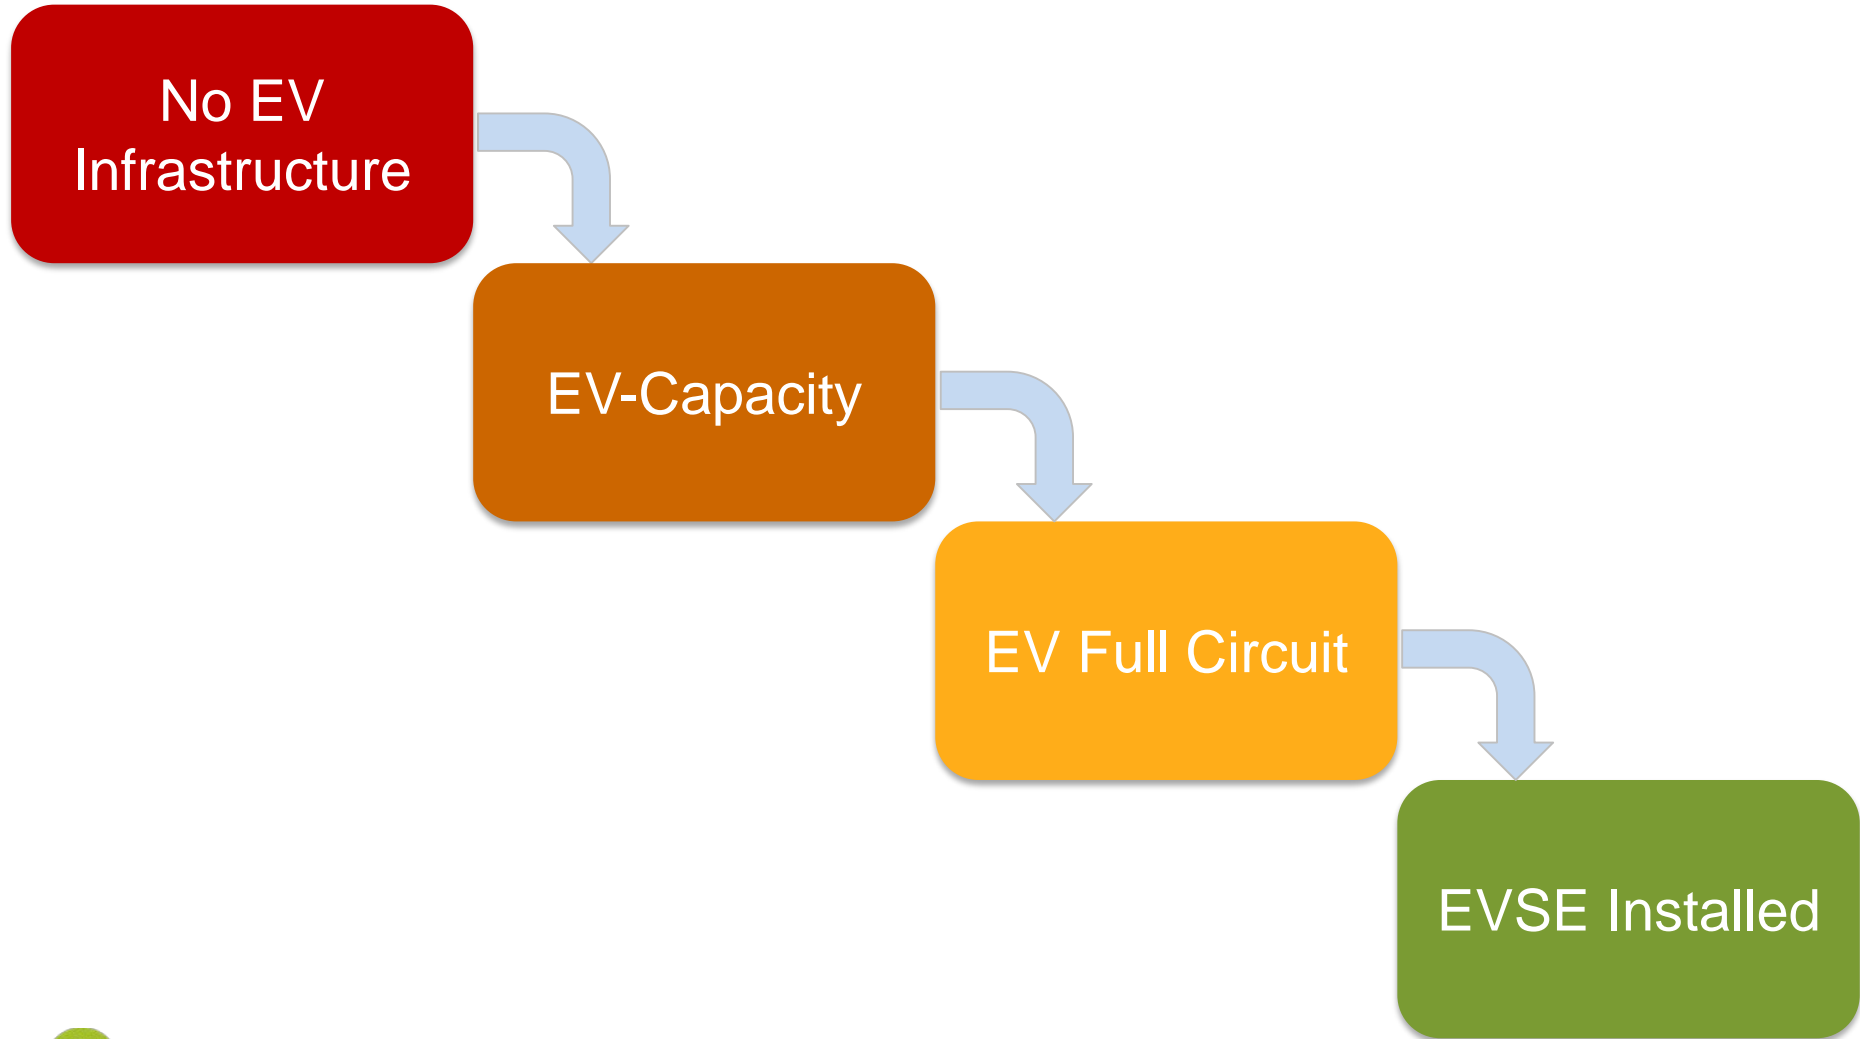 No EV
Infrastructure
EV-Capacity
EV Full Circuit
EVSE Installed